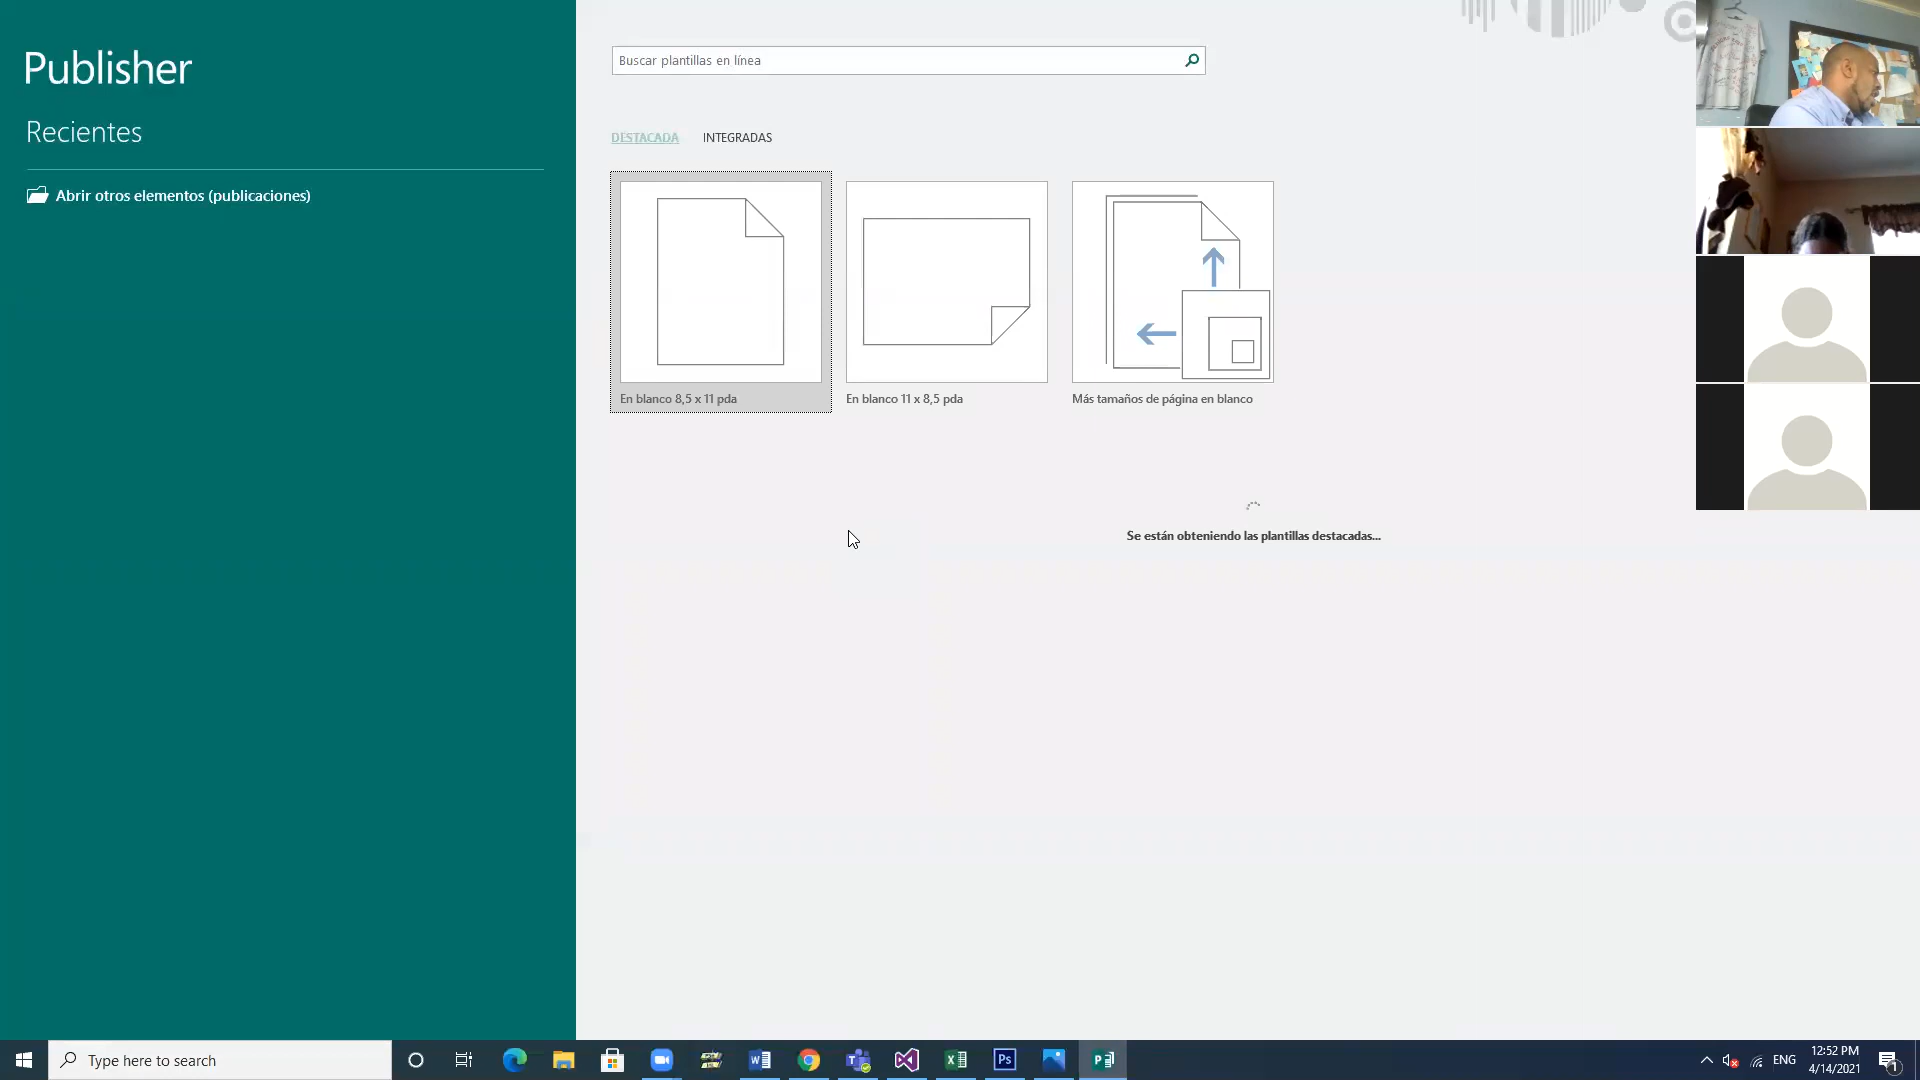 Publisher
Recientes
Abrir otros elementos (publicaciones)
Buscar plantillas en línea
DESTACADA INTEGRADAS
En blanco 8,5 x 11 pda
En blanco 11 x 8,5 pda
Más tamaños de página en blanco
Se están obteniendo las plantillas destacadas...
Type here to search
ENG
12:52 PM
4/14/2021